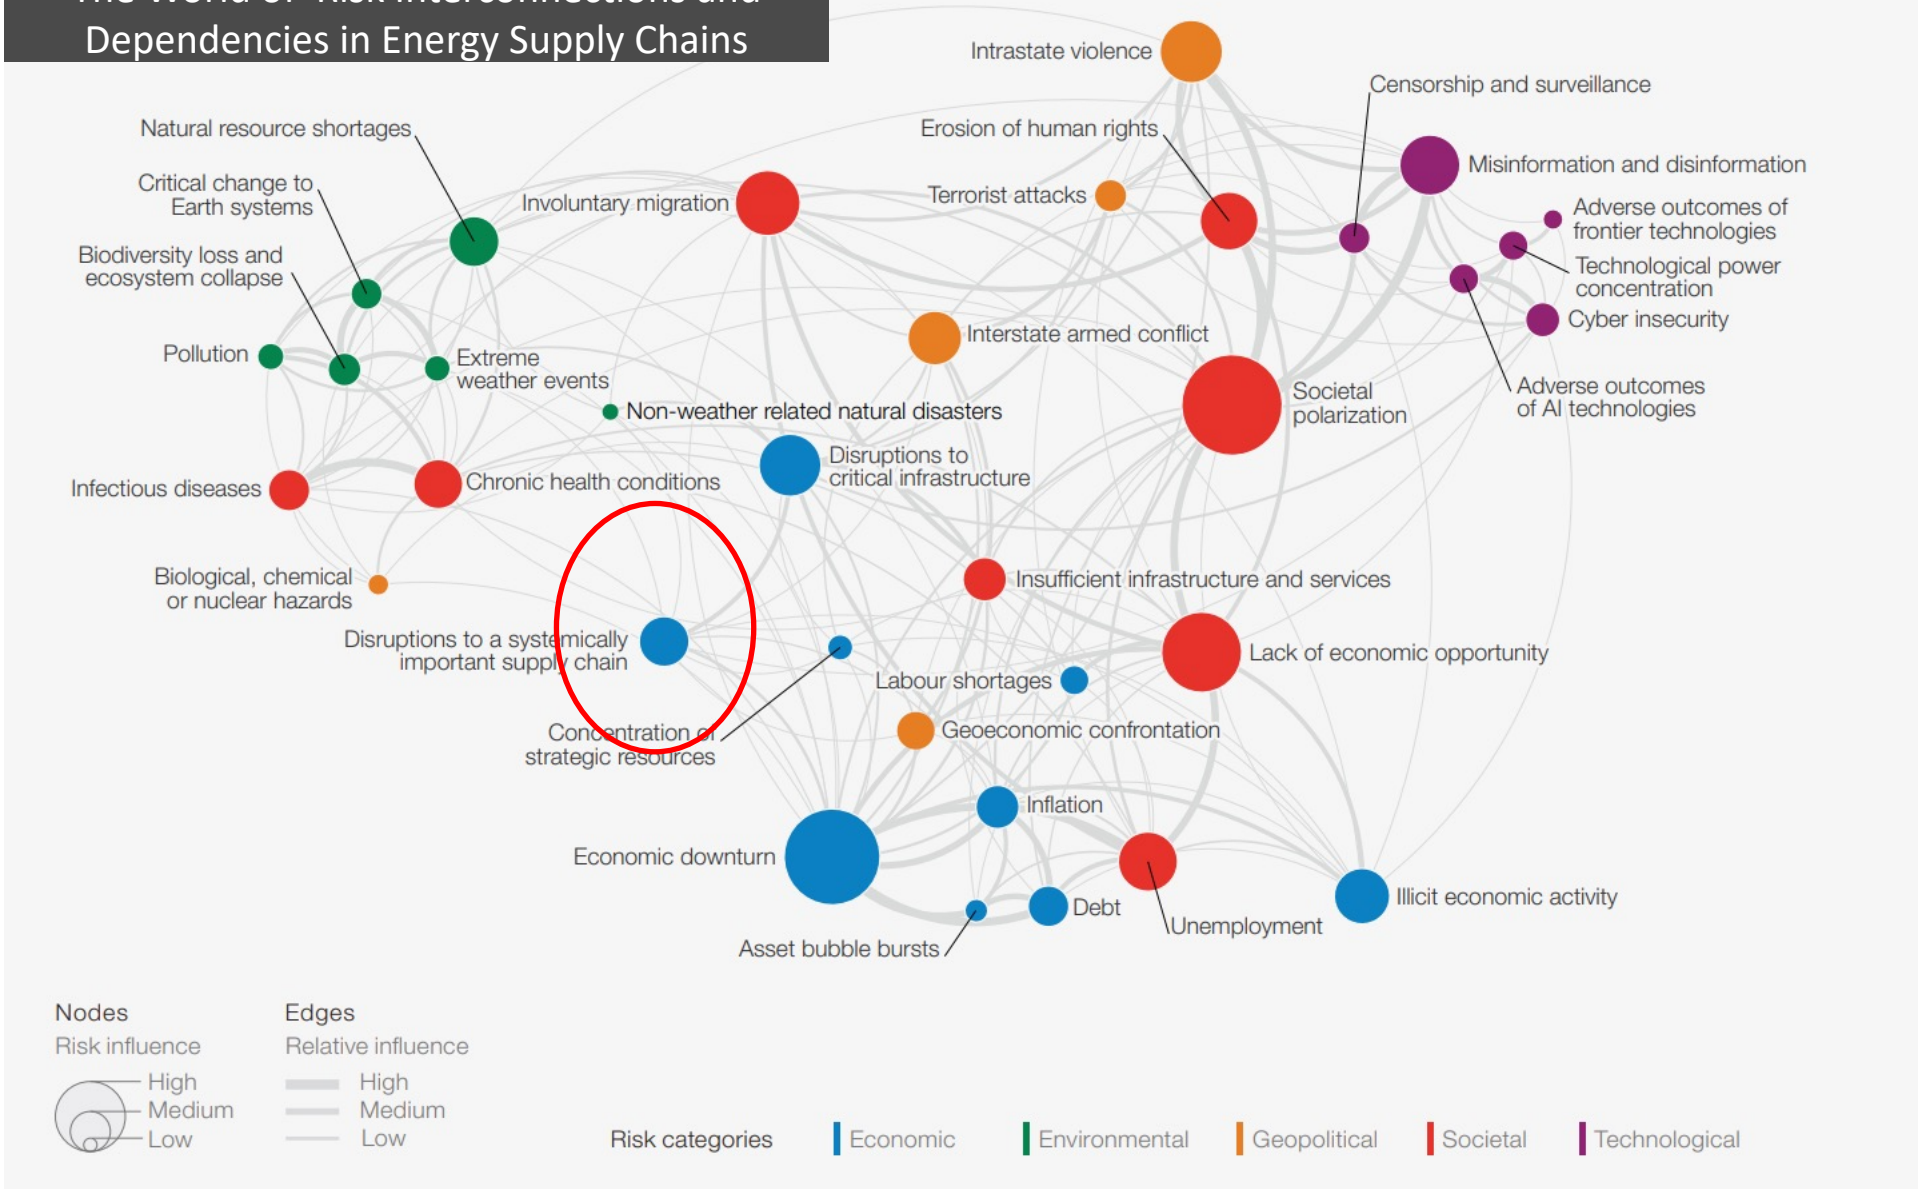 The World of Risk Interconnections and
Dependencies in Energy Supply Chains
Intrastate violence
Censorship and surveillance
Natural resource shortages
Erosion of human rights
Misinformation and disinformation
Critical change to
Earth systems
Involuntary migration
Terrorist attacks
Adverse outcomes of
frontier technologies
Biodiversity loss and
ecosystem collapse
Technological power
concentration
Cyber insecurity
Interstate armed conflict
Pollution
Extreme
weather events
Adverse outcomes
of AI technologies
Societal
polarization
Non-weather related natural disasters
Disruptions to
critical infrastructure
Infectious diseases
Chronic health conditions
Biological, chemical
or nuclear hazards
Insufficient infrastructure and services
Disruptions to a systemically
important supply chain
Lack of economic opportunity
Labour shortages
Concentration of
strategic resources
Geoeconomic confrontation
Inflation
Economic downturn
Illicit economic activity
Debt
Unemployment
Asset bubble bursts
Nodes
Risk influence
High
Medium
Low
Edges
Relative influence
High
Medium
Low
Risk categories
Economic
Environmental
Geopolitical
Societal
Technological